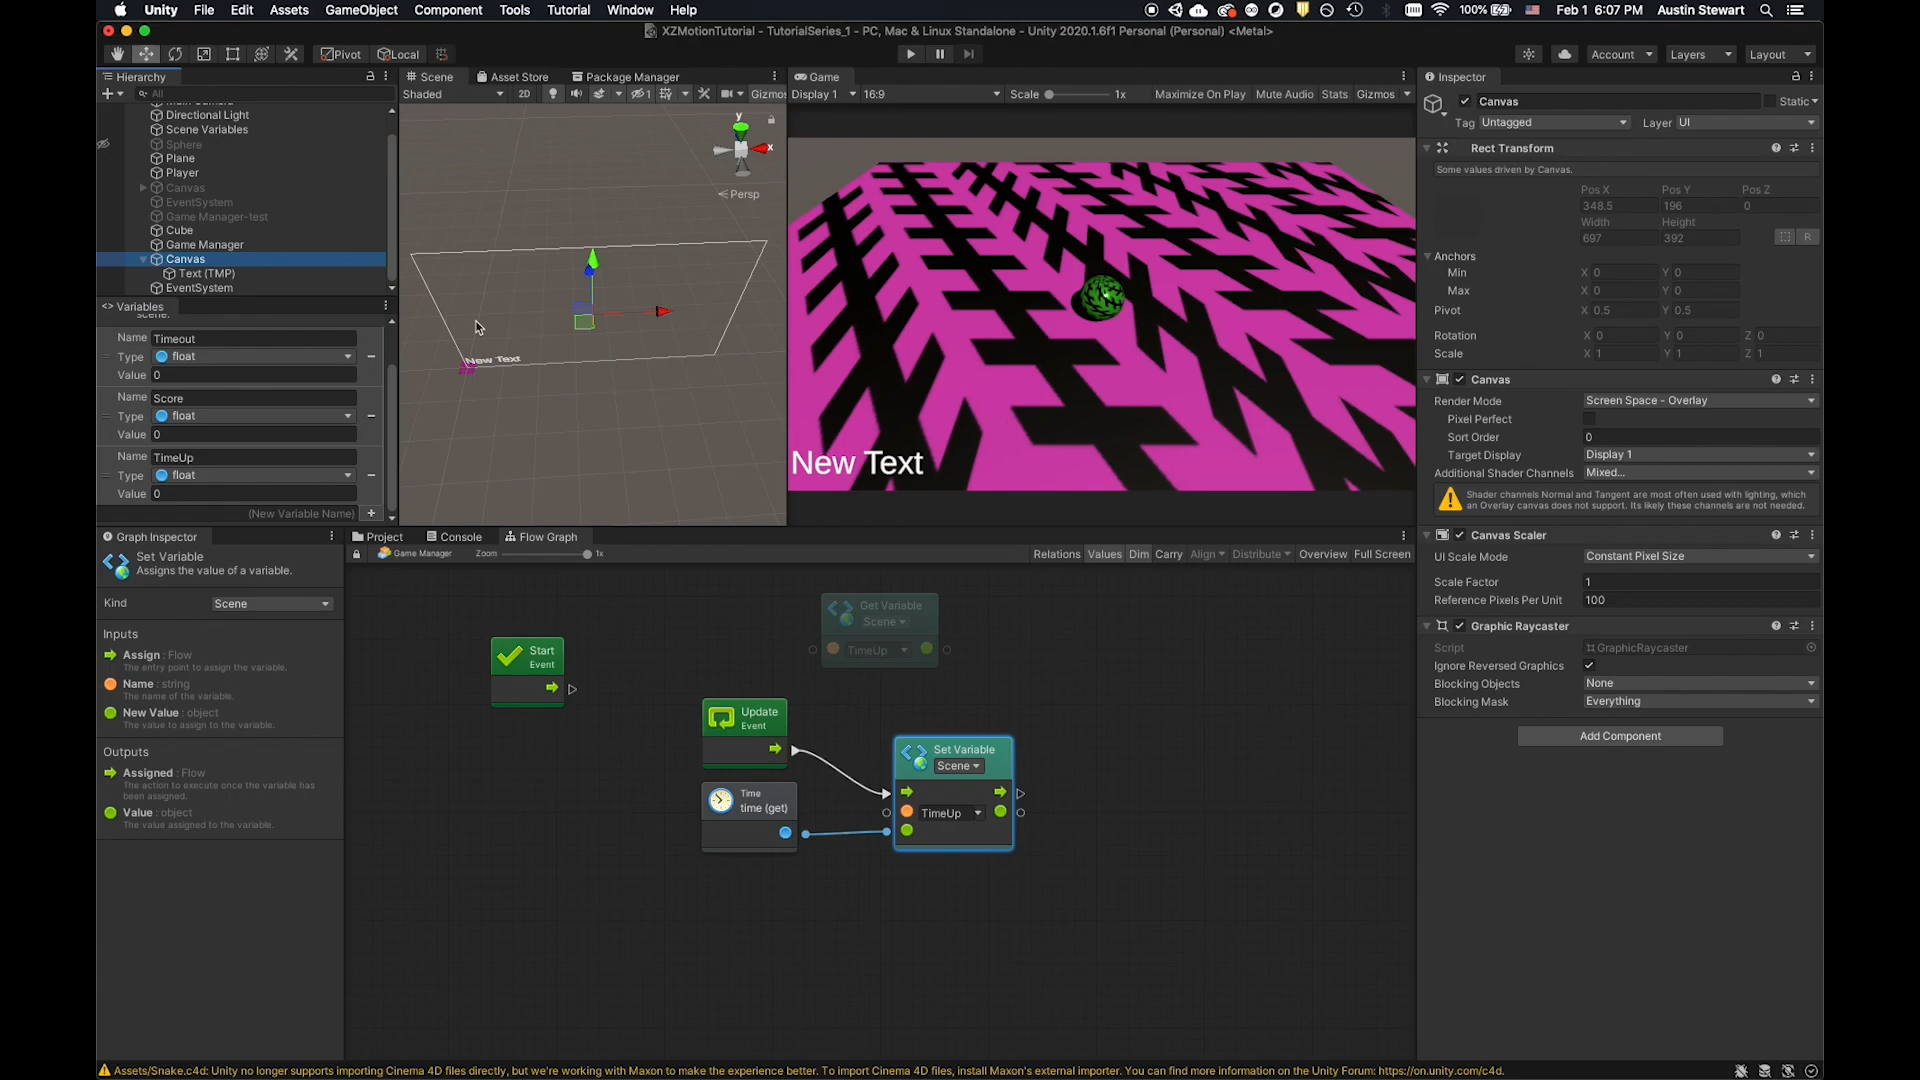 Unity File Edit Assets GameObject Component Tools Tutorial Window Help 100% Feb 1 6:07 PM Austin Stewart
XZMotionTutorial - TutorialSeries_1 - PC, Mac & Linux Standalone - Unity 2020.1.6f1 Personal (Personal) <Metal>
Pivot Local Account Layers Layout
Hierarchy
All
Directional Light
Scene Variables
Sphere
Plane
Player
Canvas
EventSystem
Game Manager-test
Cube
Game Manager
Canvas
Text (TMP)
EventSystem
Variables
scene.
Name Timeout
Type float
Value 0
Name Score
Type float
Value 0
Name TimeUp
Type float
Value 0
(New Variable Name)
Scene Asset Store Package Manager
Shaded 2D 1 Gizmos
y
x
Persp
New Text
Game
Display 1 16:9 Scale 1x Maximize On Play Mute Audio Stats Gizmos
New Text
Graph Inspector
Set Variable
Assigns the value of a variable.
Kind Scene
Inputs
Assign : Flow
The entry point to assign the variable.
Name : string
The name of the variable.
New Value : object
The value to assign to the variable.
Outputs
Assigned : Flow
The action to execute once the variable has
been assigned.
Value : object
The value assigned to the variable.
Project Console Flow Graph
Game Manager Zoom 1x Relations Values Dim Carry Align Distribute Overview Full Screen
Get Variable
Scene
TimeUp
Start
Event
Update
Event
Time
time (get)
Set Variable
Scene
TimeUp
Inspector
Canvas Static
Tag Untagged Layer UI
Rect Transform
Some values driven by Canvas.
Pos X Pos Y Pos Z
348.5 196 0
Width Height
697 392
R
Anchors
Min X 0 Y 0
Max X 0 Y 0
Pivot X 0.5 Y 0.5
Rotation X 0 Y 0 Z 0
Scale X 1 Y 1 Z 1
Canvas
Render Mode Screen Space - Overlay
Pixel Perfect
Sort Order 0
Target Display Display 1
Additional Shader Channels Mixed...
Shader channels Normal and Tangent are most often used with lighting, which
an Overlay canvas does not support. Its likely these channels are not needed.
Canvas Scaler
UI Scale Mode Constant Pixel Size
Scale Factor 1
Reference Pixels Per Unit 100
Graphic Raycaster
Script GraphicRaycaster
Ignore Reversed Graphics
Blocking Objects None
Blocking Mask Everything
Add Component
Assets/Snake.c4d: Unity no longer supports importing Cinema 4D files directly, but we're working with Maxon to make the experience better. To import Cinema 4D files, install Maxon's external importer. You can find more information on the Unity Forum: https://on.unity.com/c4d.